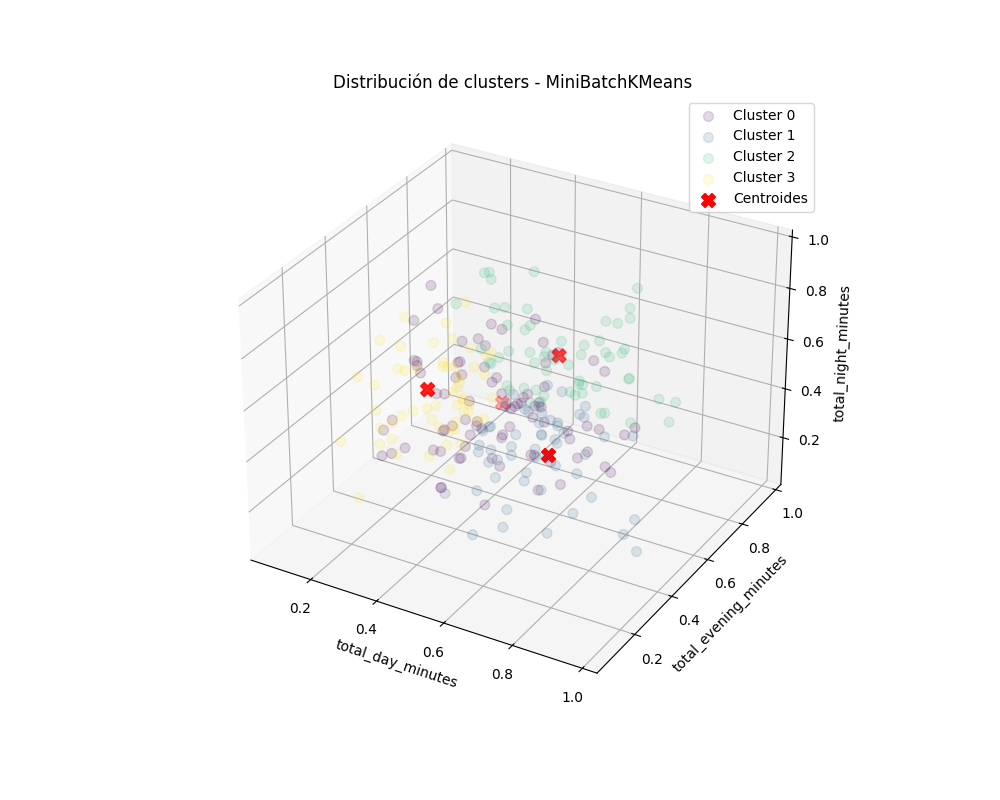 Distribución de clusters - MiniBatchKMeans
Cluster 0
Cluster 1
Cluster 2
Cluster 3
Centroides
1.0
0.8
0.6
0.4
0.2
total_night_minutes
1.0
0.8
0.6
0.4
0.2
total_evening_minutes
0.2
0.4
0.6
0.8
1.0
total_day_minutes